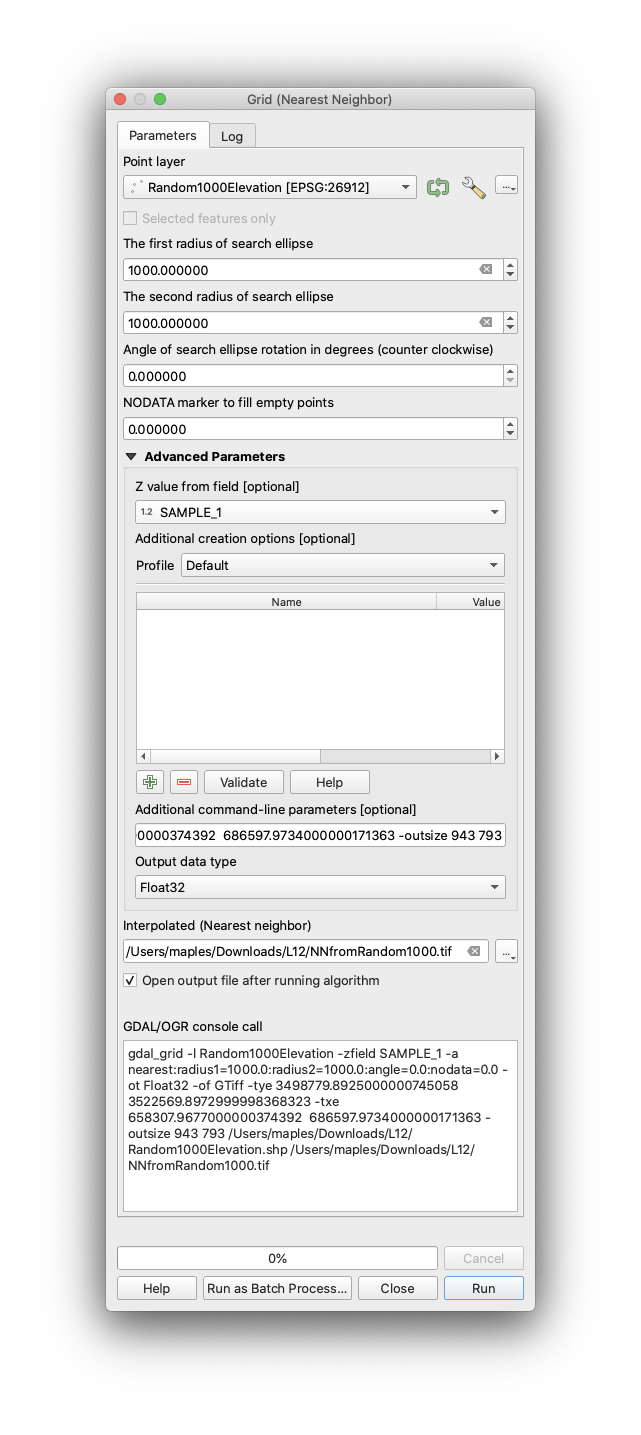 Grid (Nearest Neighbor)
Parameters
Log
Point layer
Random1000Elevation [EPSG:26912]
...
Selected features only
The first radius of search ellipse
1000.000000
The second radius of search ellipse
1000.000000
Angle of search ellipse rotation in degrees (counter clockwise)
0.000000
NODATA marker to fill empty points
0.000000
Advanced Parameters
Z value from field [optional]
1.2 SAMPLE_1
Additional creation options [optional]
Profile Default
Name Value
Validate Help
Additional command-line parameters [optional]
0000374392  686597.9734000000171363 -outsize 943 793
Output data type
Float32
Interpolated (Nearest neighbor)
/Users/maples/Downloads/L12/NNfromRandom1000.tif
...
Open output file after running algorithm
GDAL/OGR console call
gdal_grid -l Random1000Elevation -zfield SAMPLE_1 -a
nearest:radius1=1000.0:radius2=1000.0:angle=0.0:nodata=0.0 -
ot Float32 -of GTiff -tye 3498779.8925000000745058
3522569.8972999998368323 -txe
658307.9677000000374392  686597.9734000000171363 -
outsize 943 793 /Users/maples/Downloads/L12/
Random1000Elevation.shp /Users/maples/Downloads/L12/
NNfromRandom1000.tif
0%
Cancel
Help Run as Batch Process... Close Run